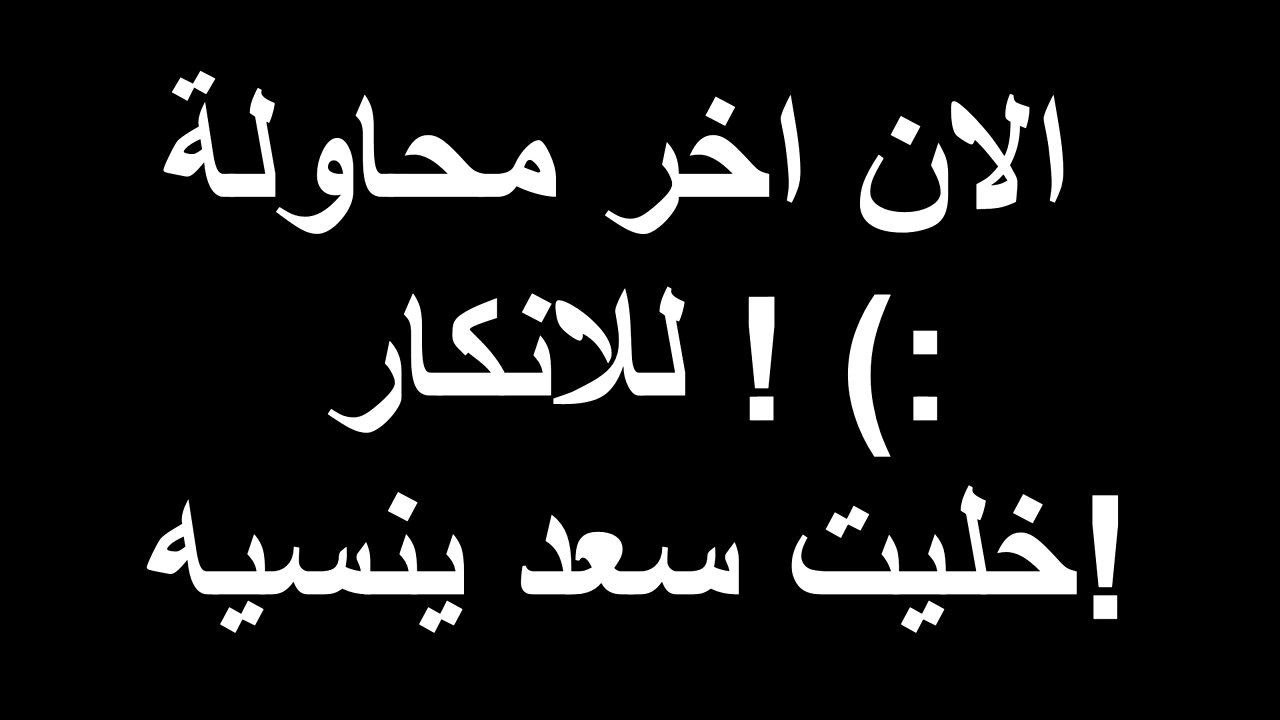 الان اخر محاولة
:) ! للانكار
!خليت سعد ينسيه